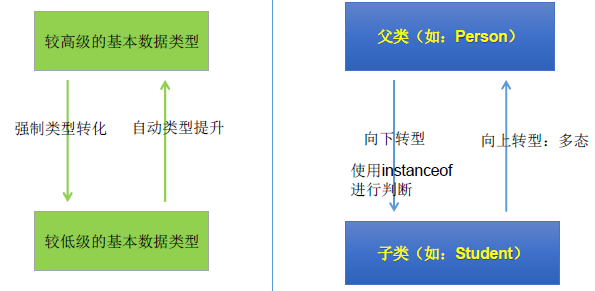 较高级的基本数据类型
强制类型转化
自动类型提升
较低级的基本数据类型
父类（如：Person）
向下转型
使用instanceof
进行判断
向上转型：多态
子类（如：Student）